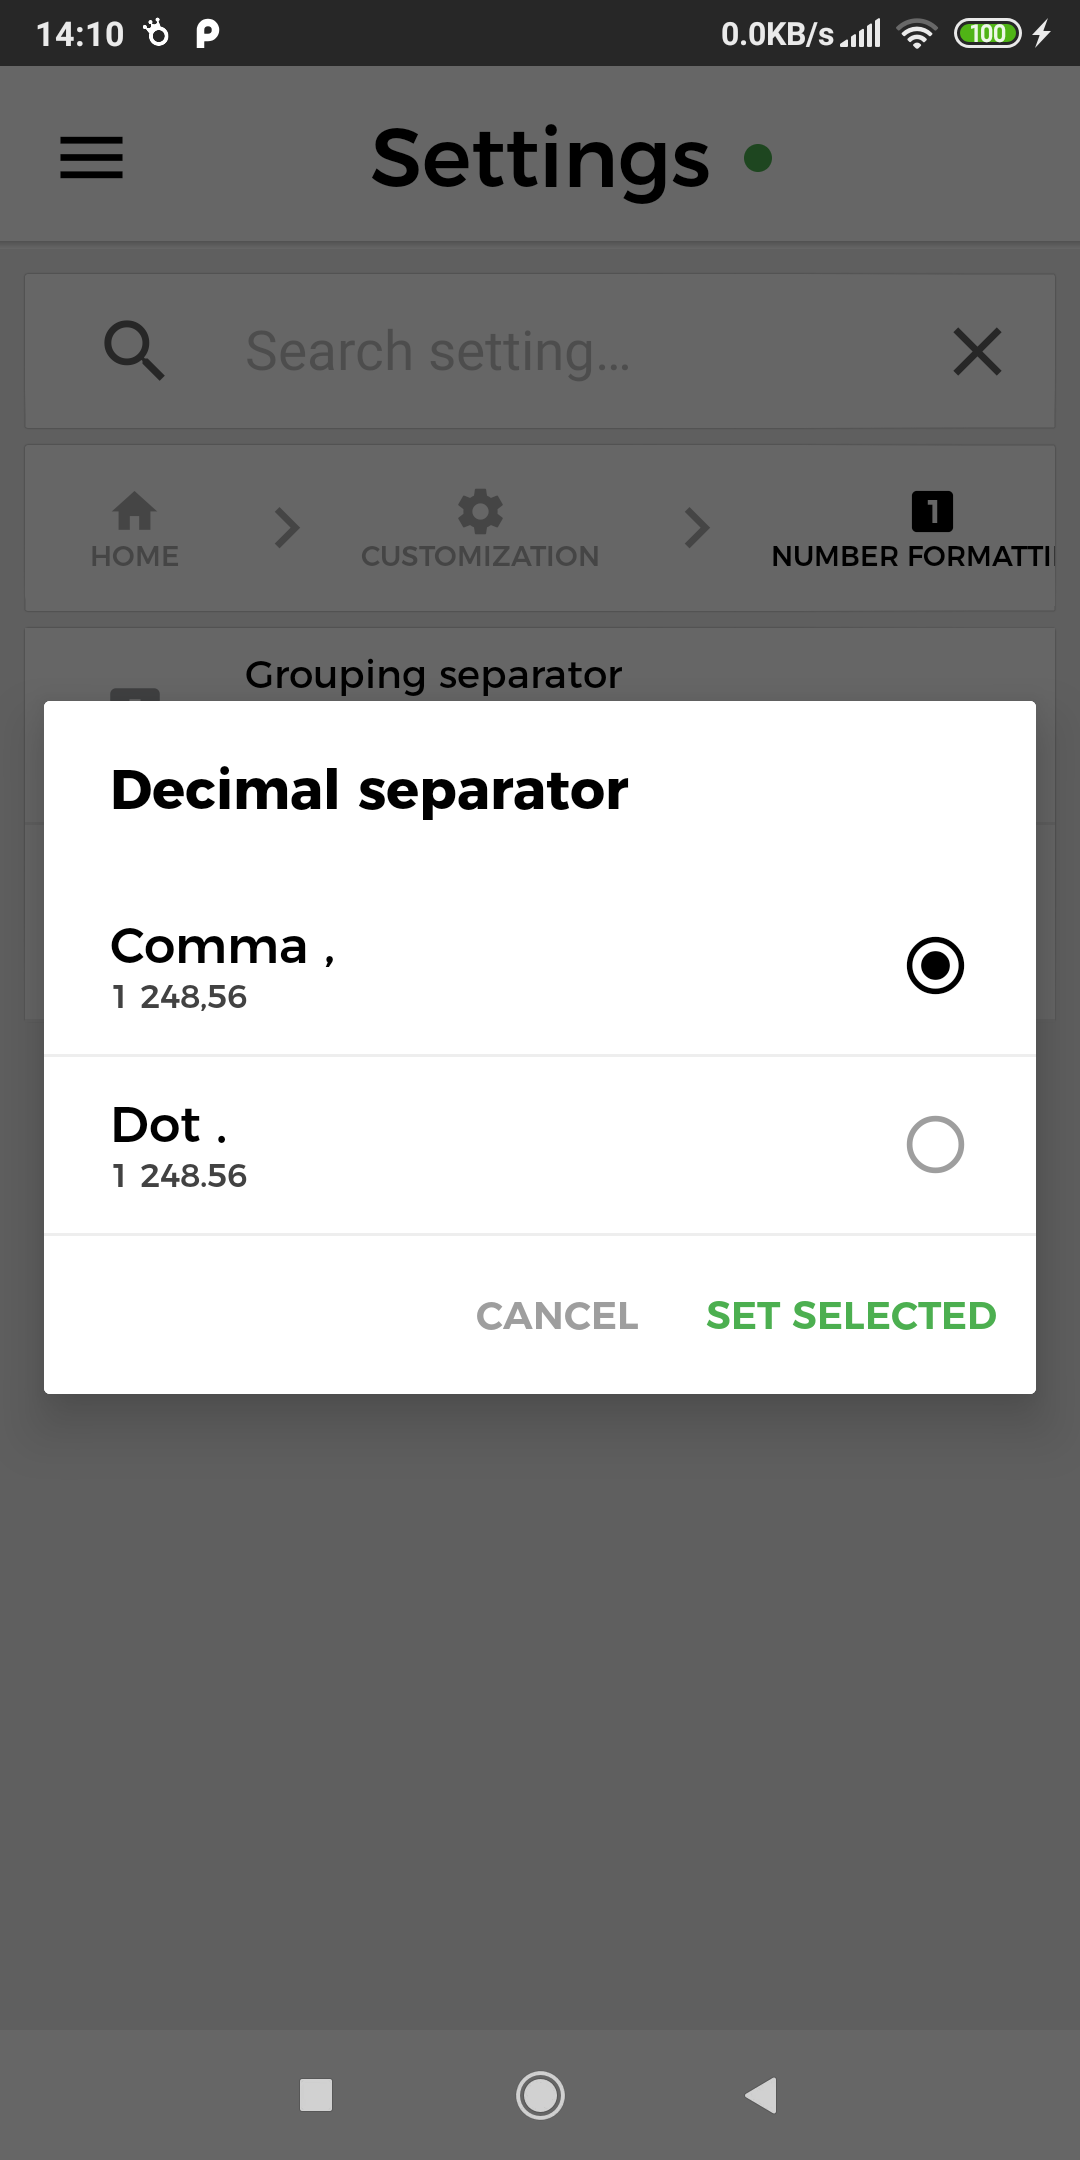 14:10 0.0KB/s 100
Settings
Search setting...
HOME CUSTOMIZATION NUMBER FORMATTI
Grouping separator
Decimal separator
Comma ,
1 248,56
Dot .
1 248.56
CANCEL SET SELECTED